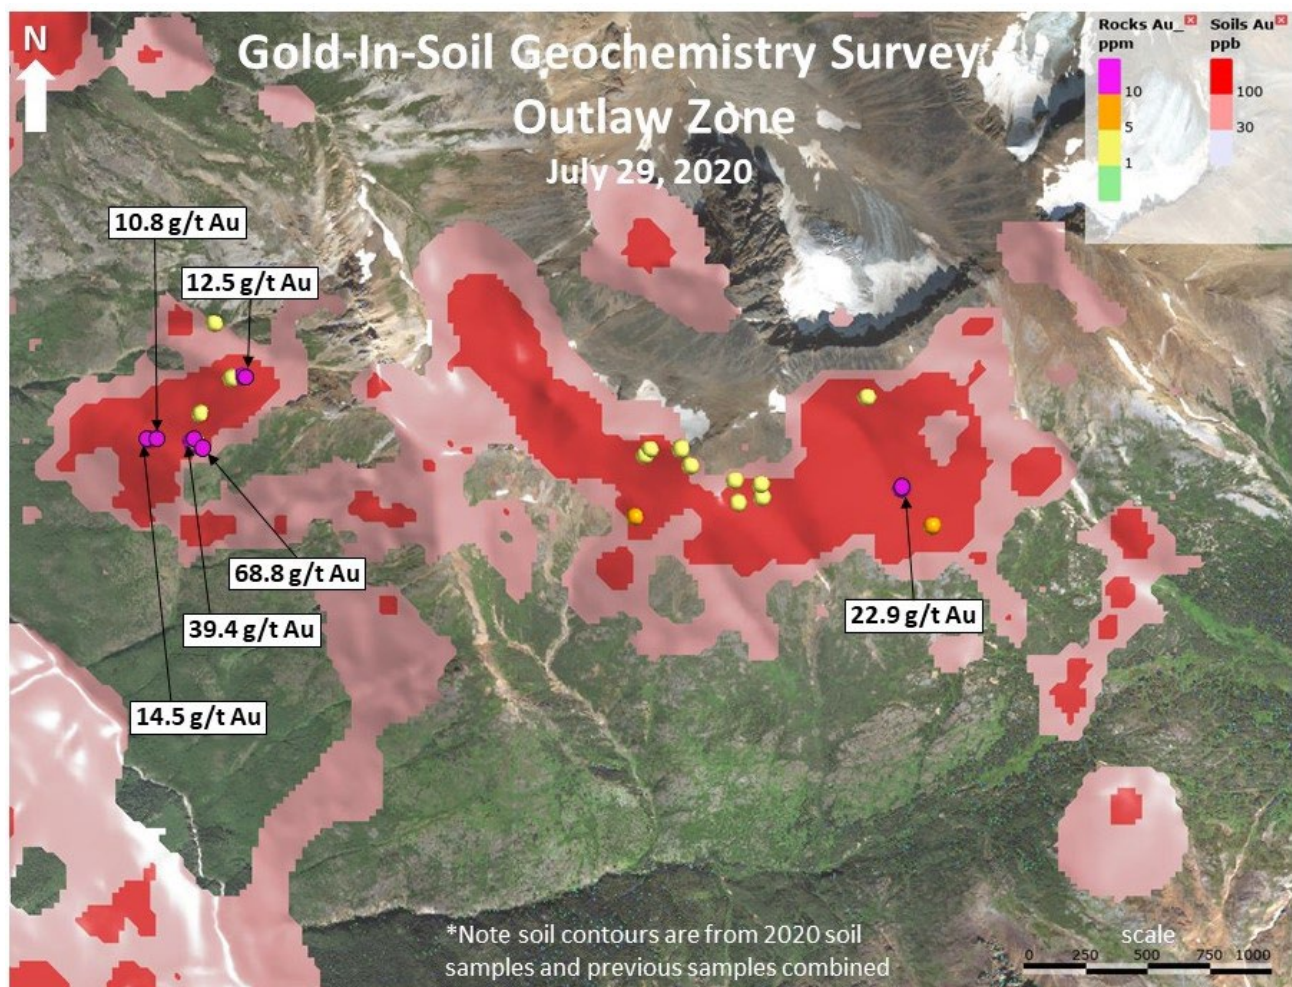 N
Gold-In-Soil Geochemistry Survey
Outlaw Zone
July 29, 2020
Rocks Au_
ppm
10
5
1
Soils Au
ppb
100
30
10.8 g/t Au
12.5 g/t Au
68.8 g/t Au
39.4 g/t Au
14.5 g/t Au
22.9 g/t Au
*Note soil contours are from 2020 soil
samples and previous samples combined
scale
0 250 500 750 1000